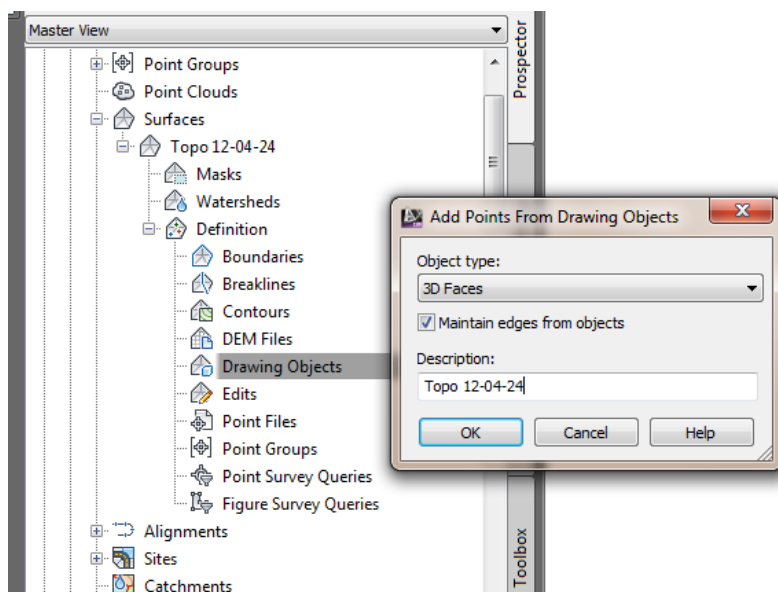 Master View
Point Groups
Point Clouds
Surfaces
Topo 12-04-24
Masks
Watersheds
Definition
Boundaries
Breaklines
Contours
DEM Files
Drawing Objects
Edits
Point Files
Point Groups
Point Survey Queries
Figure Survey Queries
Alignments
Sites
Catchments
Prospector
Toolbox
Add Points From Drawing Objects
Object type:
3D Faces
Maintain edges from objects
Description:
Topo 12-04-24
OK Cancel Help